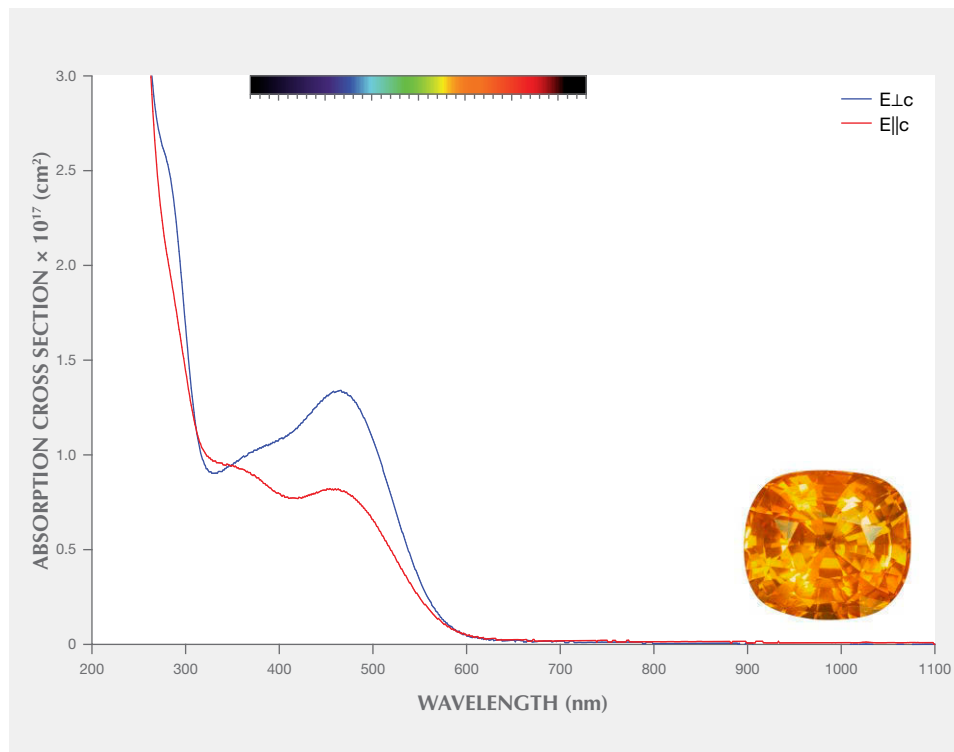 3.0
2.5
2.0
1.5
1.0
0.5
0
ABSORPTION CROSS SECTION × 10¹⁷ (cm²)
E⊥c
E||c
200 300 400 500 600 700 800 900 1000 1100
WAVELENGTH (nm)